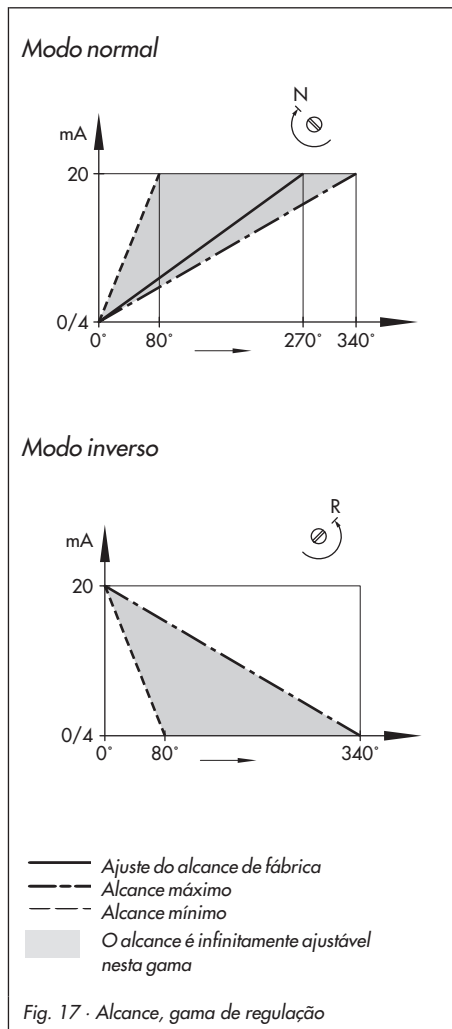 Modo normal
N
mA
20
0/4
0° 80° 270° 340°
Modo inverso
R
mA
20
0/4
0° 80° 340°
Ajuste do alcance de fábrica
Alcance máximo
Alcance mínimo
O alcance é infinitamente ajustável
nesta gama
Fig. 17 · Alcance, gama de regulação